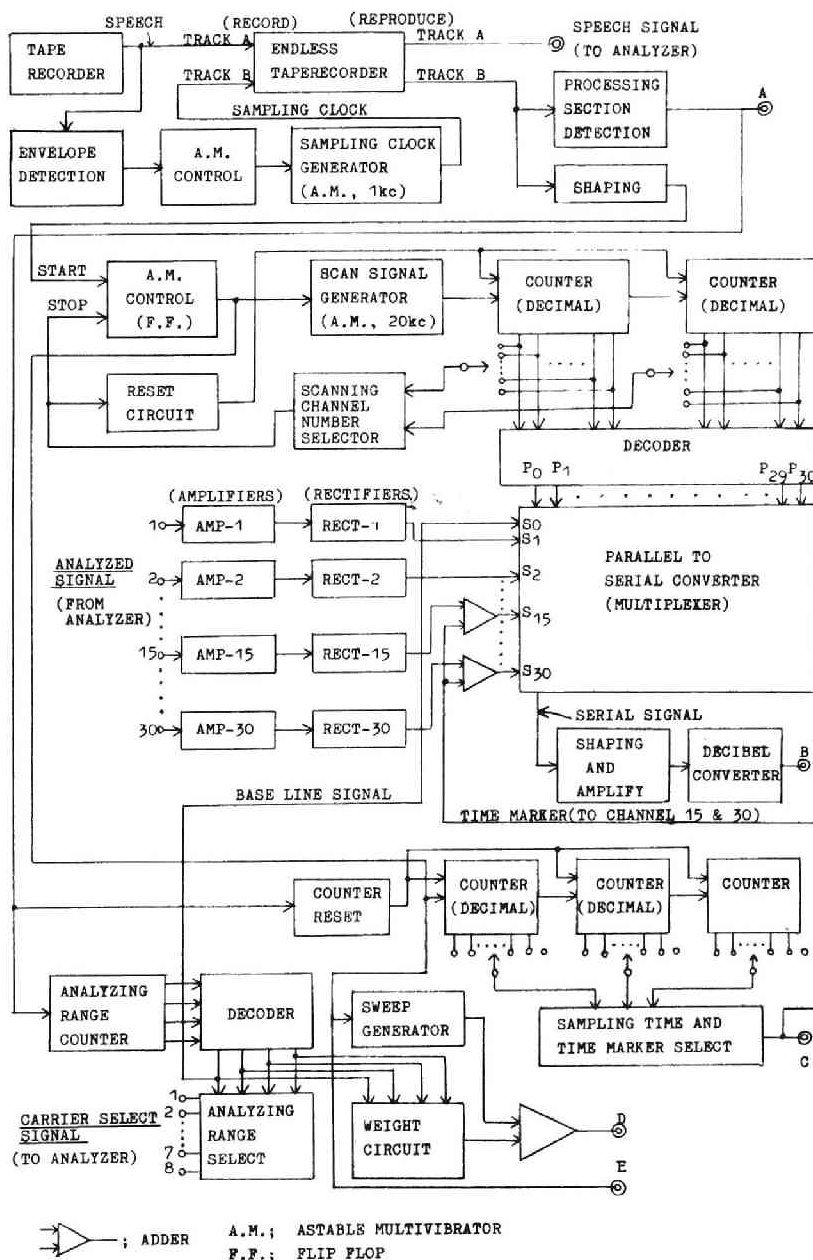 SPEECH
(RECORD)
(REPRODUCE)
TAPE
RECORDER
TRACK A
TRACK B
ENDLESS
TAPERECORDER
TRACK A
TRACK B
SPEECH SIGNAL
(TO ANALYZER)
PROCESSING
SECTION
DETECTION
A
SAMPLING CLOCK
ENVELOPE
DETECTION
A.M.
CONTROL
SAMPLING CLOCK
GENERATOR
(A.M., 1kc)
SHAPING
START
STOP
A.M.
CONTROL
(F.F.)
SCAN SIGNAL
GENERATOR
(A.M., 20kc)
COUNTER
(DECIMAL)
COUNTER
(DECIMAL)
RESET
CIRCUIT
SCANNING
CHANNEL
NUMBER
SELECTOR
DECODER
P0 P1 P29 P30
(AMPLIFIERS) (RECTIFIERS)
1 AMP-1 RECT-1
ANALYZED
SIGNAL
(FROM
ANALYZER)
2 AMP-2 RECT-2
15 AMP-15 RECT-15
30 AMP-30 RECT-30
S0
S1
S2
S15
S30
PARALLEL TO
SERIAL CONVERTER
(MULTIPLEXER)
SERIAL SIGNAL
SHAPING
AND
AMPLIFY
DECIBEL
CONVERTER
B
BASE LINE SIGNAL
TIME MARKER(TO CHANNEL 15 & 30)
COUNTER
RESET
COUNTER
(DECIMAL)
COUNTER
(DECIMAL)
COUNTER
ANALYZING
RANGE
COUNTER
DECODER
SWEEP
GENERATOR
SAMPLING TIME AND
TIME MARKER SELECT
C
CARRIER SELECT
SIGNAL
(TO ANALYZER)
1
2
7
8
ANALYZING
RANGE
SELECT
WEIGHT
CIRCUIT
D
E
; ADDER
A.M.; ASTABLE MULTIVIBRATOR
F.F.; FLIP FLOP